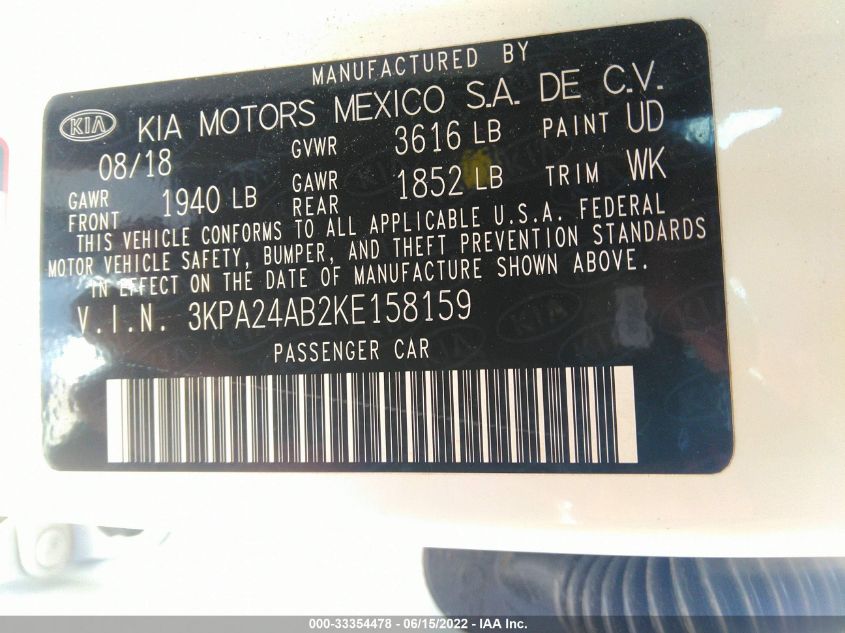 MANUFACTURED BY
KIA KIA MOTORS MEXICO S.A. DE C.V.
08/18 GVWR 3616 LB PAINT UD
GAWR FRONT 1940 LB GAWR REAR 1852 LB TRIM WK
THIS VEHICLE CONFORMS TO ALL APPLICABLE U.S.A. FEDERAL
MOTOR VEHICLE SAFETY, BUMPER, AND THEFT PREVENTION STANDARDS
IN EFFECT ON THE DATE OF MANUFACTURE SHOWN ABOVE.
V.I.N. 3KPA24AB2KE158159
PASSENGER CAR
000-33354478 - 06/15/2022 - IAA Inc.